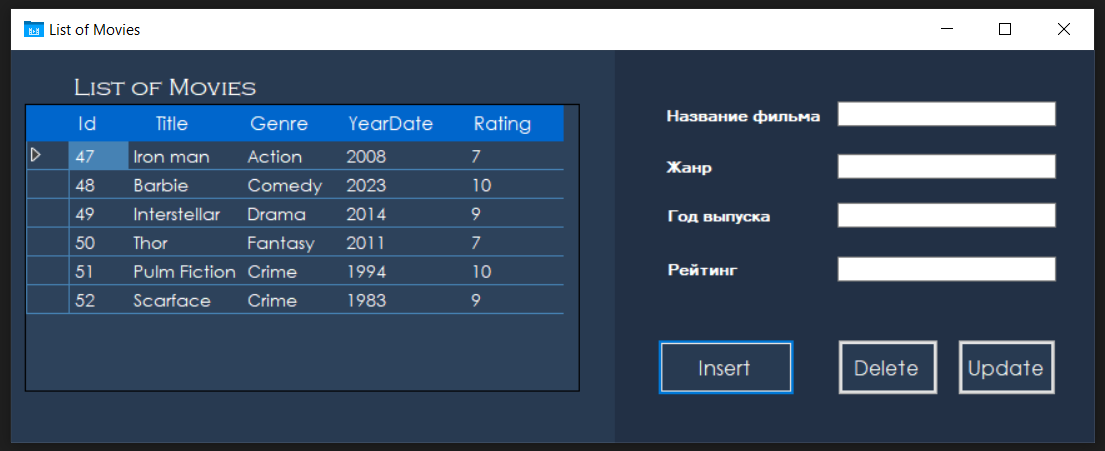 List of Movies
List of Movies
Id Title Genre YearDate Rating
47 Iron man Action 2008 7
48 Barbie Comedy 2023 10
49 Interstellar Drama 2014 9
50 Thor Fantasy 2011 7
51 Pulm Fiction Crime 1994 10
52 Scarface Crime 1983 9
Название фильма
Жанр
Год выпуска
Рейтинг
Insert Delete Update